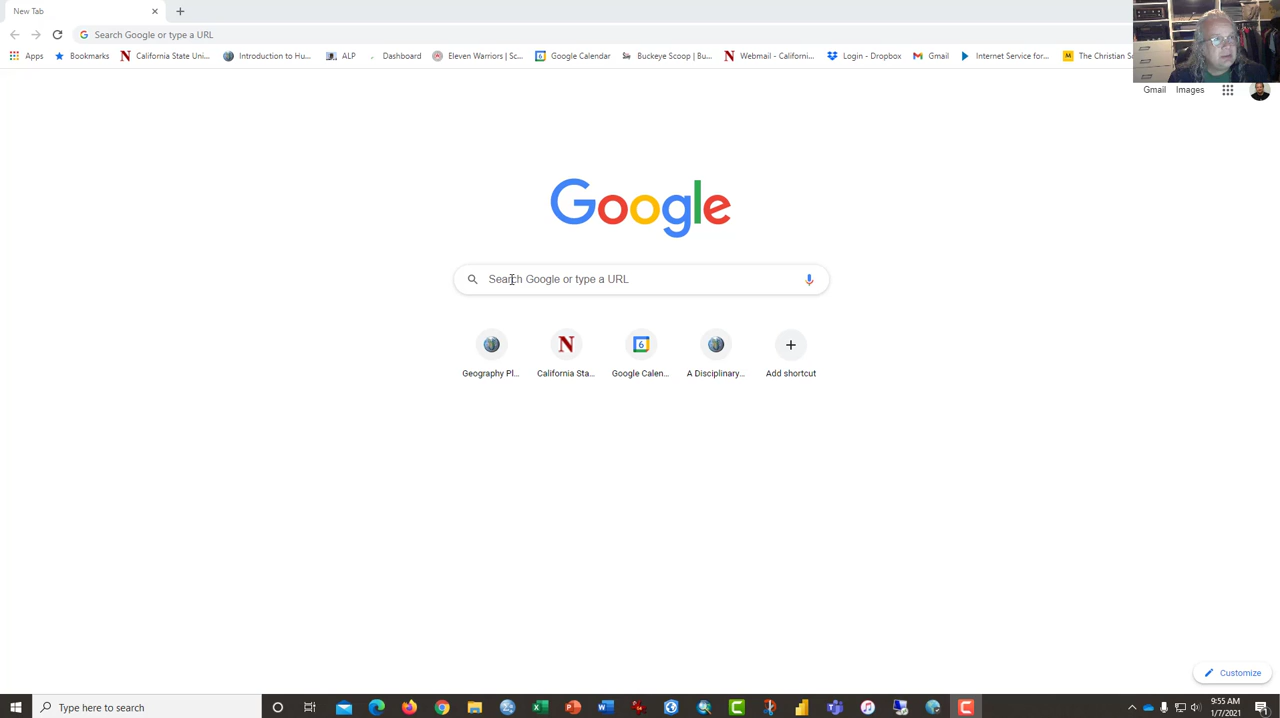 New Tab
Search Google or type a URL
Apps Bookmarks California State Uni... Introduction to Hu... ALP Dashboard Eleven Warriors | Sc... Google Calendar Buckeye Scoop | Bu... Webmail - Californi... Login - Dropbox Gmail Internet Service for... The Christian Sc
Gmail Images
Google
Search Google or type a URL
6
Geography Pl... California Sta... Google Calen... A Disciplinary... Add shortcut
Customize
Type here to search
9:55 AM
1/7/2021